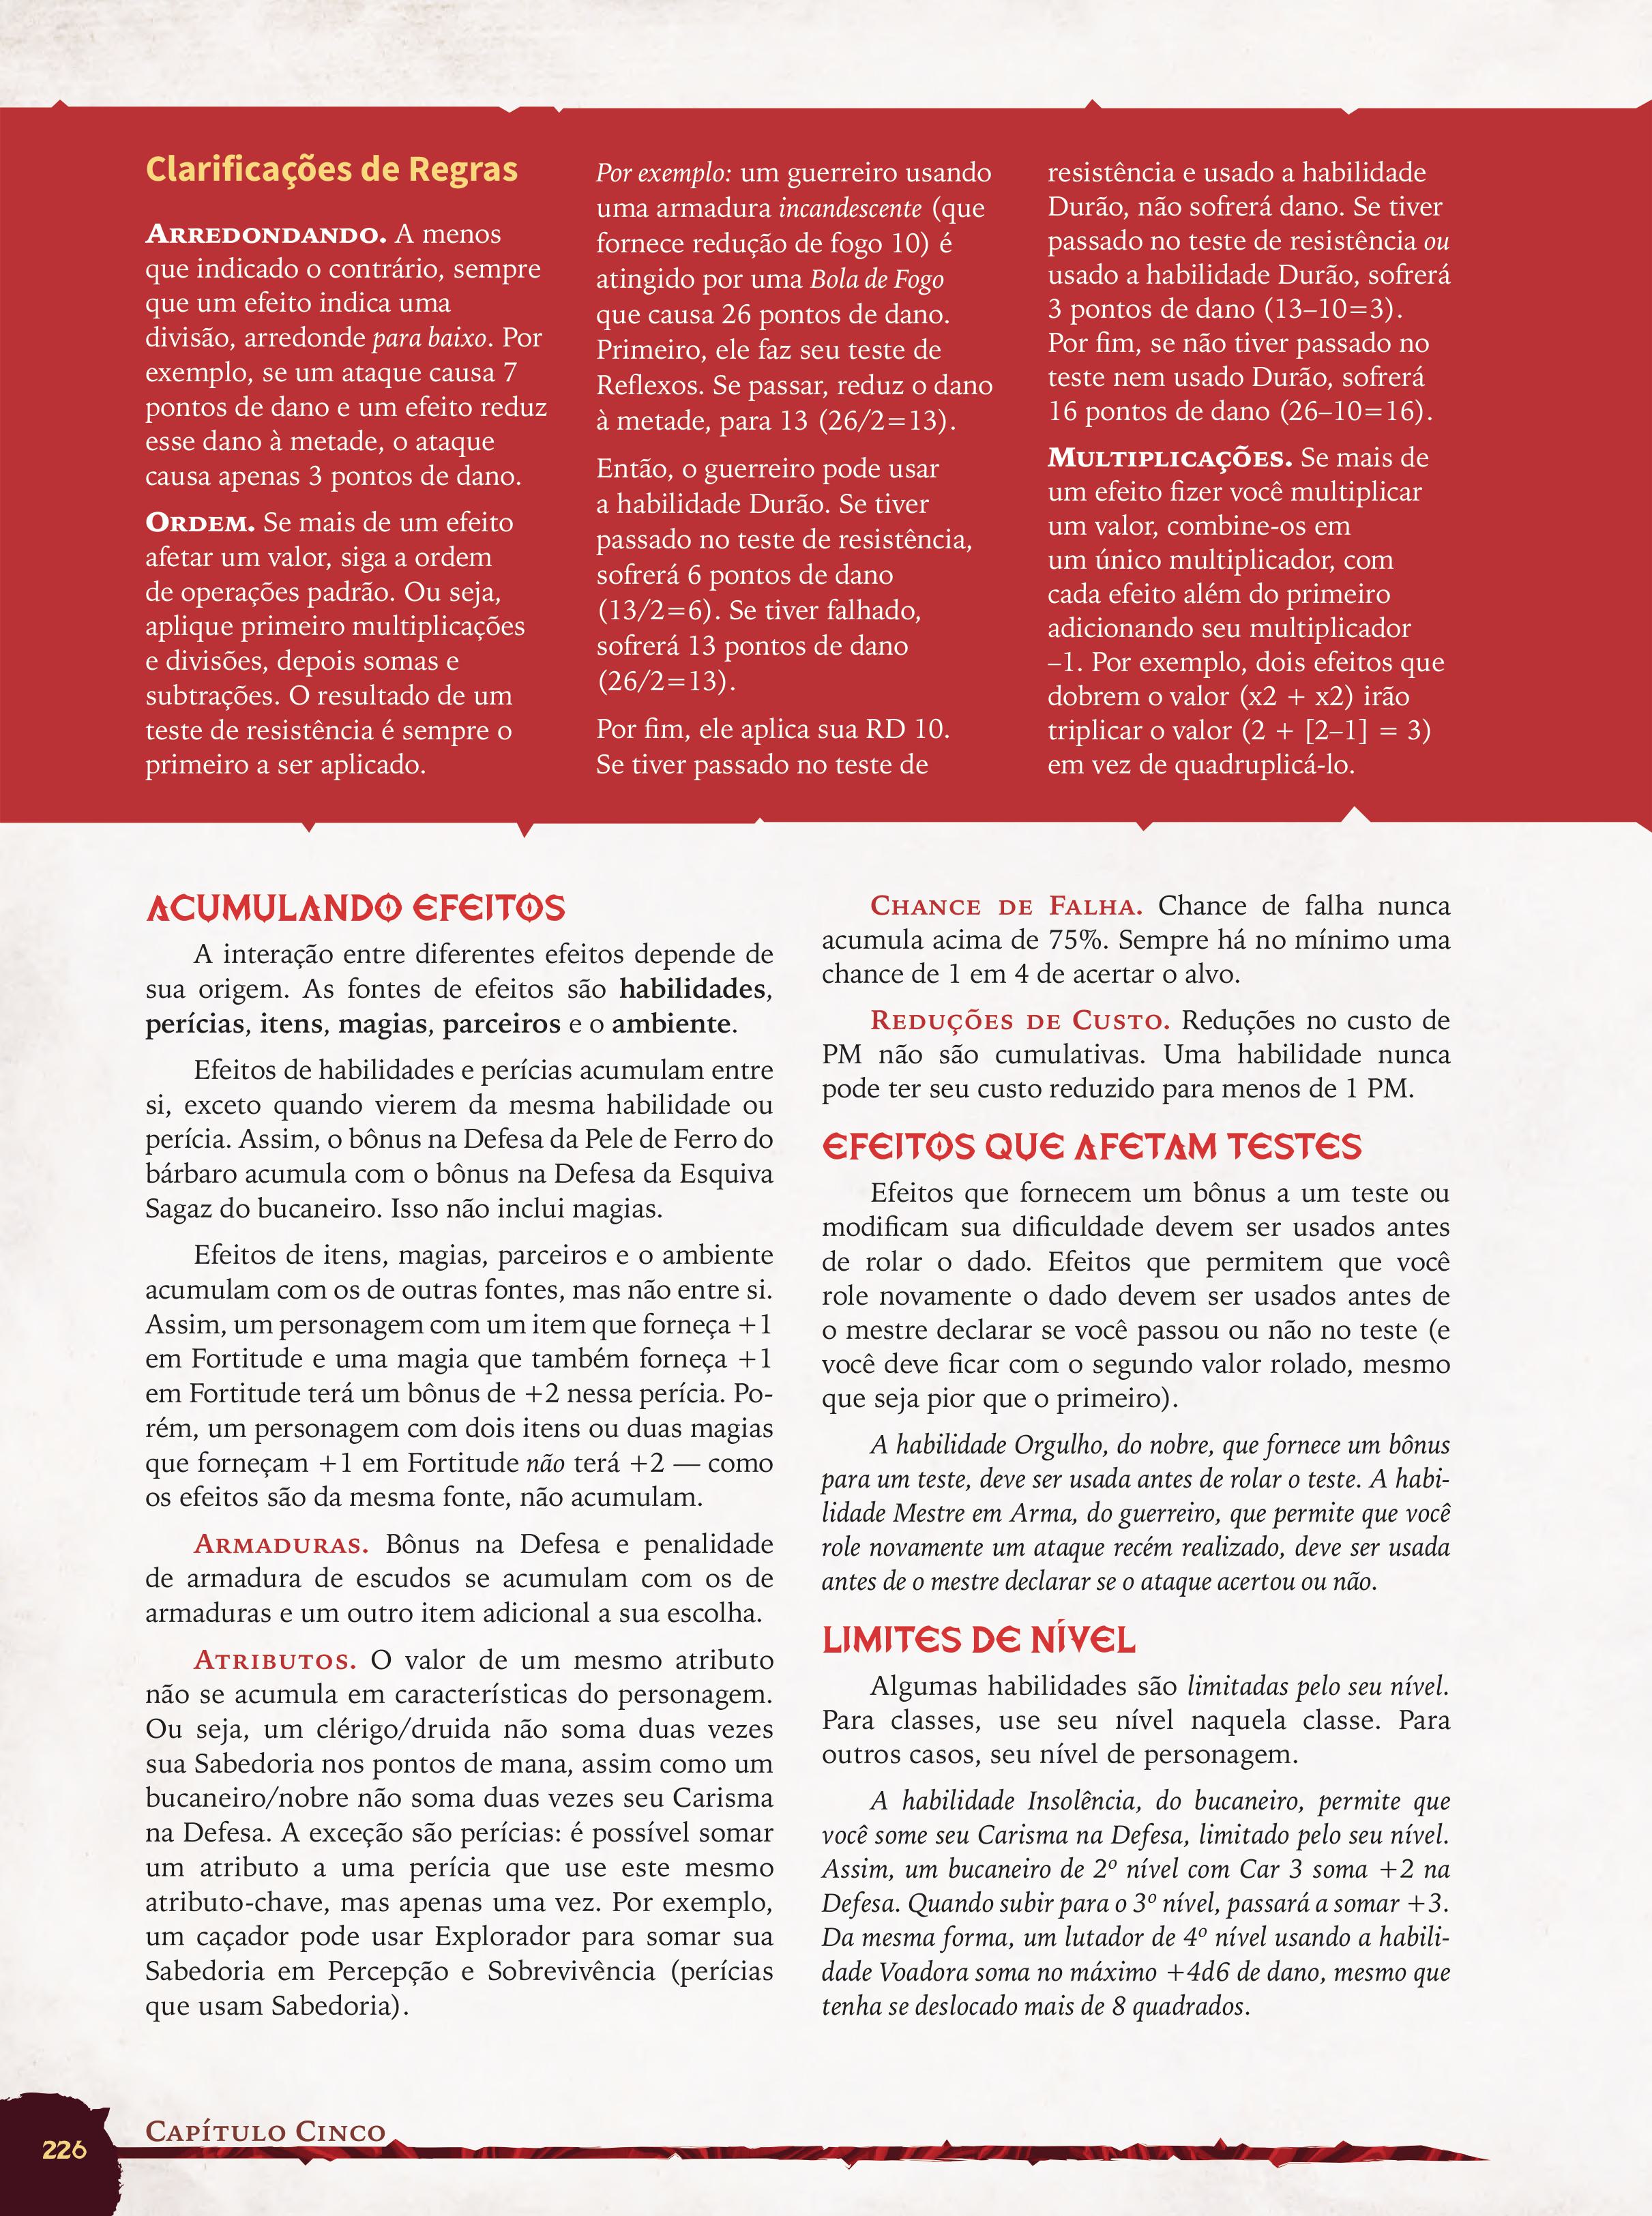 Clarificações de Regras
Arredondando. A menos
que indicado o contrário, sempre
que um efeito indica uma
divisão, arredonde para baixo. Por
exemplo, se um ataque causa 7
pontos de dano e um efeito reduz
esse dano à metade, o ataque
causa apenas 3 pontos de dano.
Ordem. Se mais de um efeito
afetar um valor, siga a ordem
de operações padrão. Ou seja,
aplique primeiro multiplicações
e divisões, depois somas e
subtrações. O resultado de um
teste de resistência é sempre o
primeiro a ser aplicado.
Por exemplo: um guerreiro usando
uma armadura incandescente (que
fornece redução de fogo 10) é
atingido por uma Bola de Fogo
que causa 26 pontos de dano.
Primeiro, ele faz seu teste de
Reflexos. Se passar, reduz o dano
à metade, para 13 (26/2=13).
Então, o guerreiro pode usar
a habilidade Durão. Se tiver
passado no teste de resistência,
sofrerá 6 pontos de dano
(13/2=6). Se tiver falhado,
sofrerá 13 pontos de dano
(26/2=13).
Por fim, ele aplica sua RD 10.
Se tiver passado no teste de
resistência e usado a habilidade
Durão, não sofrerá dano. Se tiver
passado no teste de resistência ou
usado a habilidade Durão, sofrerá
3 pontos de dano (13–10=3).
Por fim, se não tiver passado no
teste nem usado Durão, sofrerá
16 pontos de dano (26–10=16).
Multiplicações. Se mais de
um efeito fizer você multiplicar
um valor, combine-os em
um único multiplicador, com
cada efeito além do primeiro
adicionando seu multiplicador
–1. Por exemplo, dois efeitos que
dobrem o valor (x2 + x2) irão
triplicar o valor (2 + [2–1] = 3)
em vez de quadruplicá-lo.
ACUMULANDO EFEITOS
A interação entre diferentes efeitos depende de
sua origem. As fontes de efeitos são habilidades,
perícias, itens, magias, parceiros e o ambiente.
Efeitos de habilidades e perícias acumulam entre
si, exceto quando vierem da mesma habilidade ou
perícia. Assim, o bônus na Defesa da Pele de Ferro do
bárbaro acumula com o bônus na Defesa da Esquiva
Sagaz do bucaneiro. Isso não inclui magias.
Efeitos de itens, magias, parceiros e o ambiente
acumulam com os de outras fontes, mas não entre si.
Assim, um personagem com um item que forneça +1
em Fortitude e uma magia que também forneça +1
em Fortitude terá um bônus de +2 nessa perícia. Po-
rém, um personagem com dois itens ou duas magias
que forneçam +1 em Fortitude não terá +2 — como
os efeitos são da mesma fonte, não acumulam.
Armaduras. Bônus na Defesa e penalidade
de armadura de escudos se acumulam com os de
armaduras e um outro item adicional a sua escolha.
Atributos. O valor de um mesmo atributo
não se acumula em características do personagem.
Ou seja, um clérigo/druida não soma duas vezes
sua Sabedoria nos pontos de mana, assim como um
bucaneiro/nobre não soma duas vezes seu Carisma
na Defesa. A exceção são perícias: é possível somar
um atributo a uma perícia que use este mesmo
atributo-chave, mas apenas uma vez. Por exemplo,
um caçador pode usar Explorador para somar sua
Sabedoria em Percepção e Sobrevivência (perícias
que usam Sabedoria).
Chance de Falha. Chance de falha nunca
acumula acima de 75%. Sempre há no mínimo uma
chance de 1 em 4 de acertar o alvo.
Reduções de Custo. Reduções no custo de
PM não são cumulativas. Uma habilidade nunca
pode ter seu custo reduzido para menos de 1 PM.
EFEITOS QUE AFETAM TESTES
Efeitos que fornecem um bônus a um teste ou
modificam sua dificuldade devem ser usados antes
de rolar o dado. Efeitos que permitem que você
role novamente o dado devem ser usados antes de
o mestre declarar se você passou ou não no teste (e
você deve ficar com o segundo valor rolado, mesmo
que seja pior que o primeiro).
A habilidade Orgulho, do nobre, que fornece um bônus
para um teste, deve ser usada antes de rolar o teste. A habi-
lidade Mestre em Arma, do guerreiro, que permite que você
role novamente um ataque recém realizado, deve ser usada
antes de o mestre declarar se o ataque acertou ou não.
LIMITES DE NÍVEL
Algumas habilidades são limitadas pelo seu nível.
Para classes, use seu nível naquela classe. Para
outros casos, seu nível de personagem.
A habilidade Insolência, do bucaneiro, permite que
você some seu Carisma na Defesa, limitado pelo seu nível.
Assim, um bucaneiro de 2º nível com Car 3 soma +2 na
Defesa. Quando subir para o 3º nível, passará a somar +3.
Da mesma forma, um lutador de 4º nível usando a habili-
dade Voadora soma no máximo +4d6 de dano, mesmo que
tenha se deslocado mais de 8 quadrados.
Capítulo Cinco
226